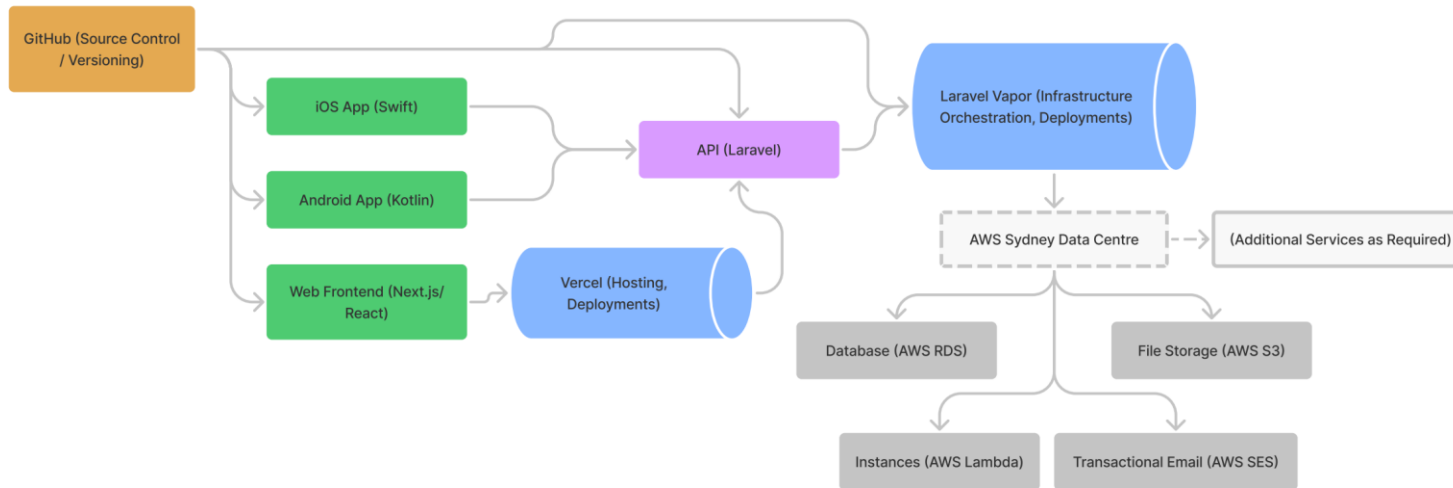 GitHub (Source Control
/ Versioning)
iOS App (Swift)
Android App (Kotlin)
Web Frontend (Next.js/
React)
Vercel (Hosting,
Deployments)
API (Laravel)
Laravel Vapor (Infrastructure
Orchestration, Deployments)
AWS Sydney Data Centre
(Additional Services as Required)
Database (AWS RDS)
File Storage (AWS S3)
Instances (AWS Lambda)
Transactional Email (AWS SES)